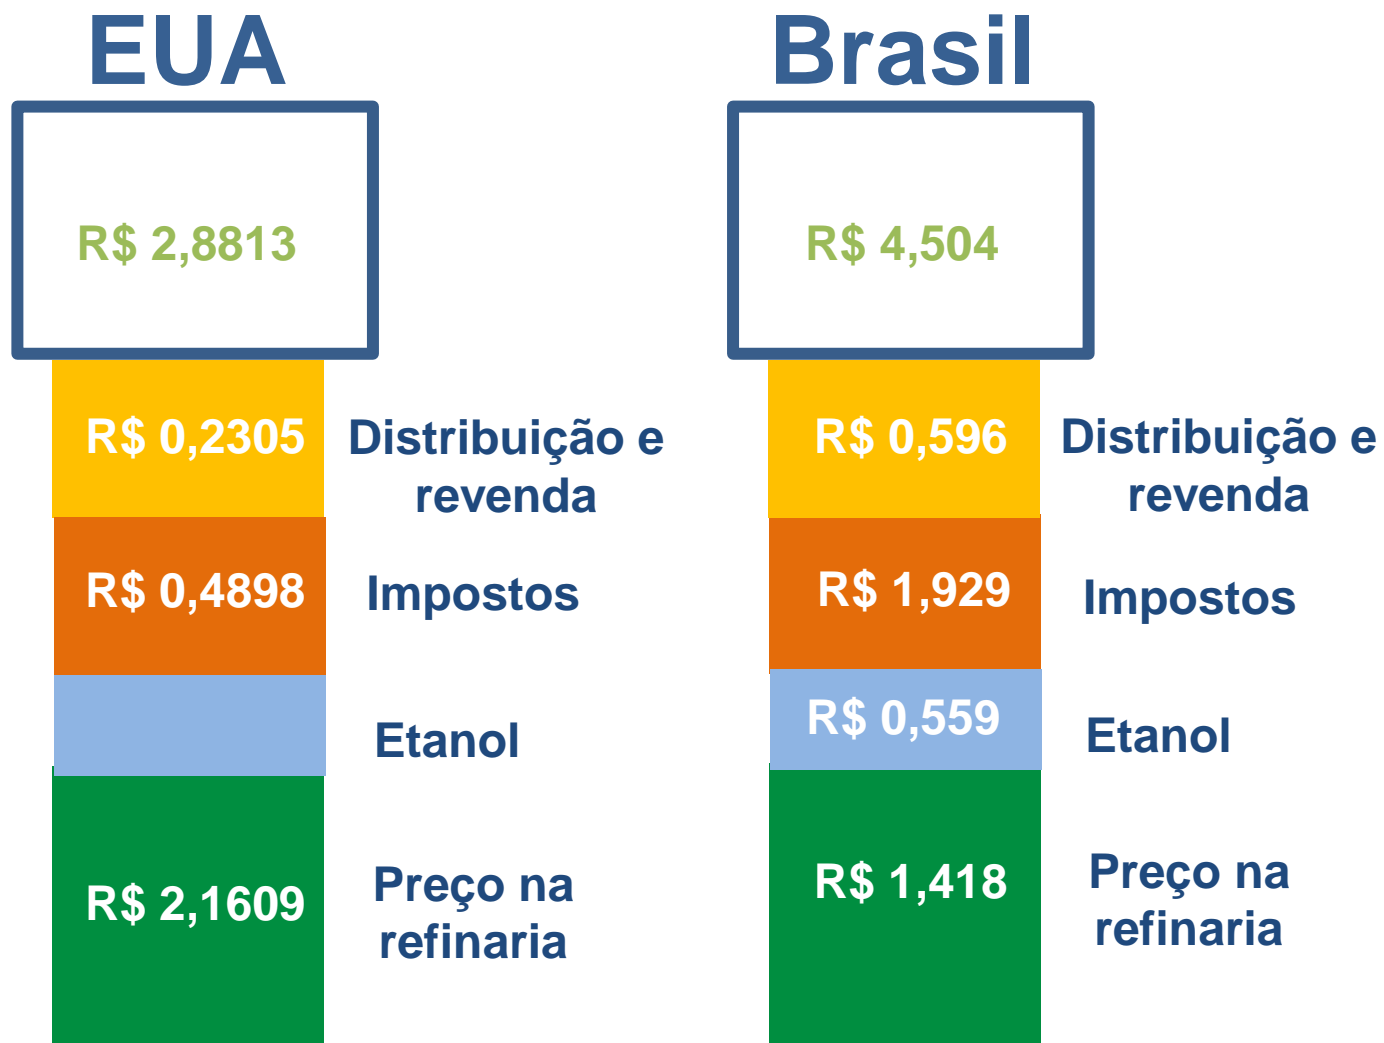 EUA
R$ 2,8813
R$ 0,2305
Distribuição e
revenda
R$ 0,4898
Impostos
Etanol
R$ 2,1609
Preço na
refinaria
Brasil
R$ 4,504
R$ 0,596
Distribuição e
revenda
R$ 1,929
Impostos
R$ 0,559
Etanol
R$ 1,418
Preço na
refinaria